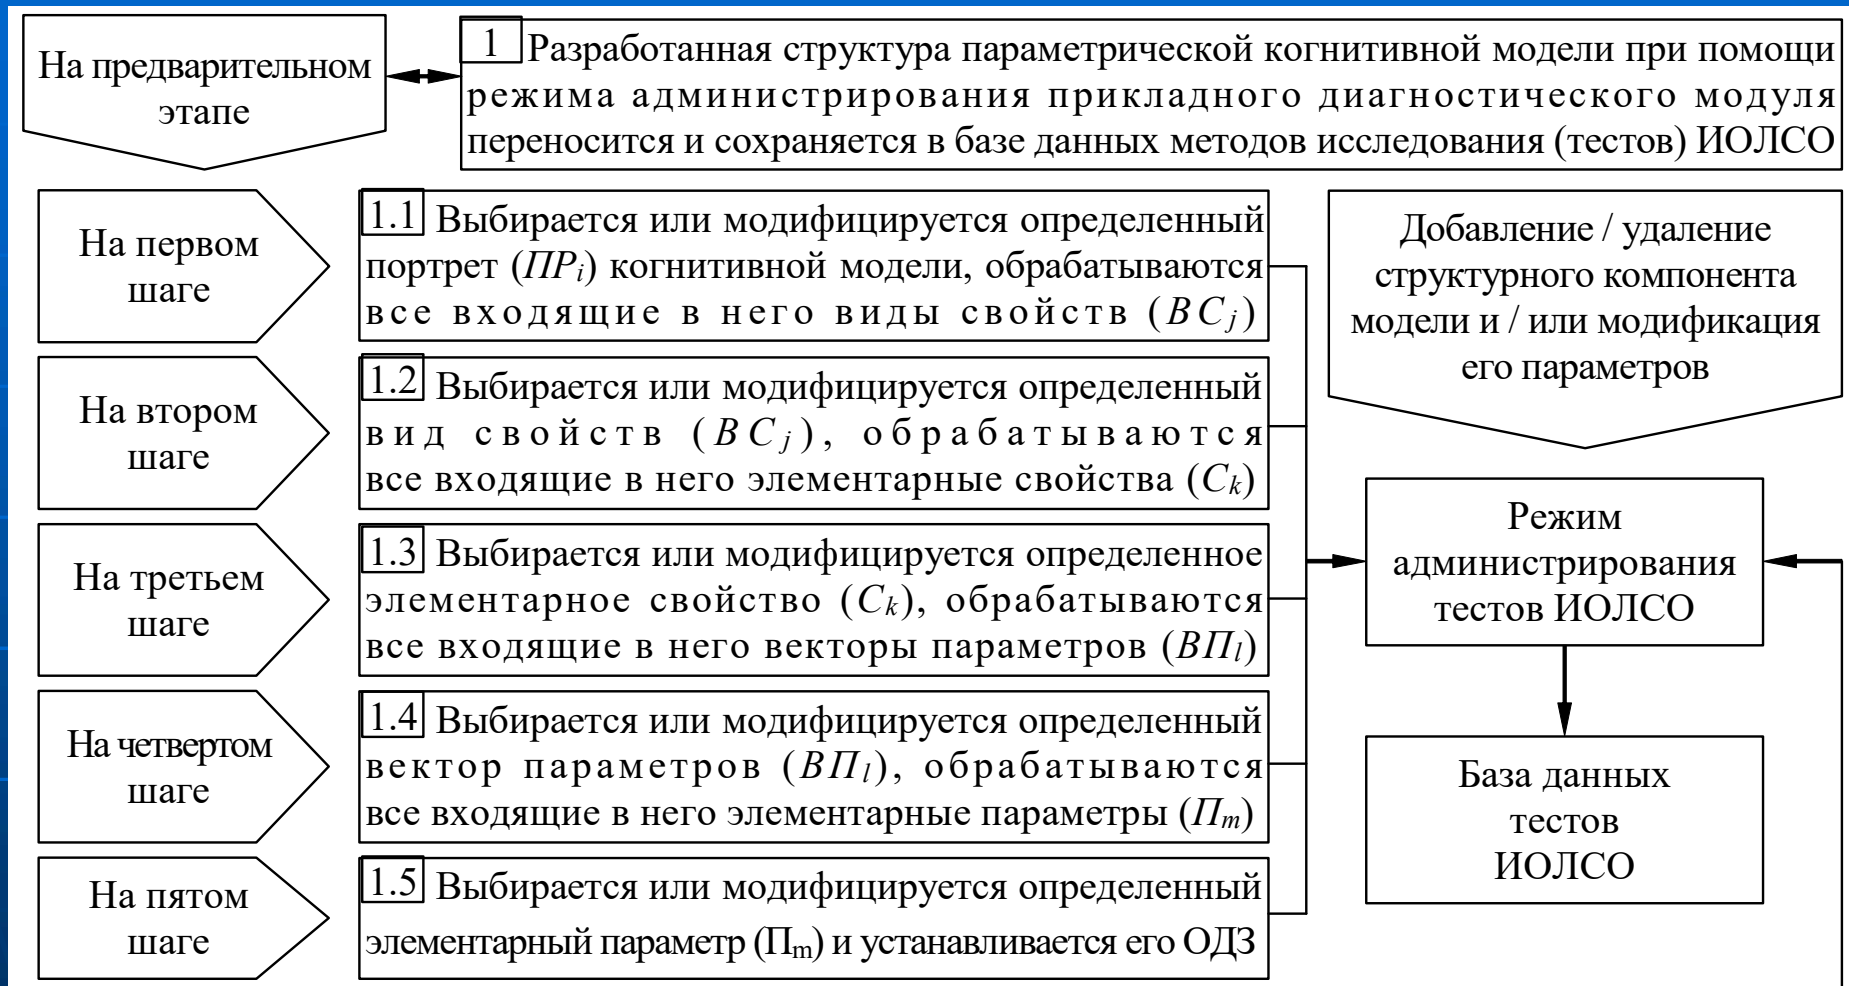 На предварительном
этапе
1 Разработанная структура параметрической когнитивной модели при помощи
режима администрирования прикладного диагностического модуля
переносится и сохраняется в базе данных методов исследования (тестов) ИОЛСО
На первом
шаге
1.1 Выбирается или модифицируется определенный
портрет (ПРi) когнитивной модели, обрабатываются
все входящие в него виды свойств (ВСj)
На втором
шаге
1.2 Выбирается или модифицируется определенный
вид свойств (ВСj), обрабатываются
все входящие в него элементарные свойства (Сk)
На третьем
шаге
1.3 Выбирается или модифицируется определенное
элементарное свойство (Сk), обрабатываются
все входящие в него векторы параметров (ВПl)
На четвертом
шаге
1.4 Выбирается или модифицируется определенный
вектор параметров (ВПl), обрабатываются
все входящие в него элементарные параметры (Пm)
На пятом
шаге
1.5 Выбирается или модифицируется определенный
элементарный параметр (Пm) и устанавливается его ОДЗ
Добавление / удаление
структурного компонента
модели и / или модификация
его параметров
Режим
администрирования
тестов ИОЛСО
База данных
тестов
ИОЛСО